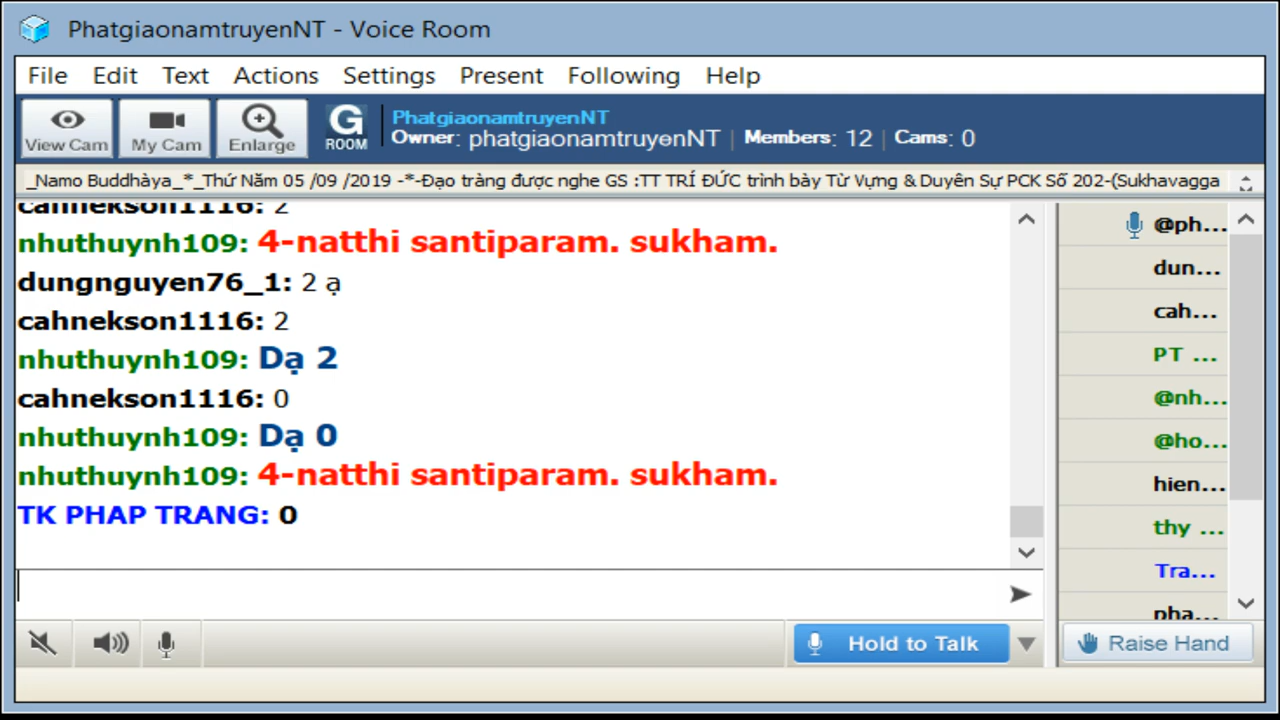 PhatgiaonamtruyenNT - Voice Room
File Edit Text Actions Settings Present Following Help
View Cam My Cam Enlarge G ROOM
PhatgiaonamtruyenNT
Owner: phatgiaonamtruyenNT | Members: 12 | Cams: 0
_Namo Buddhàya_*_Thứ Năm 05 /09 /2019 -*-Đạo tràng được nghe GS :TT TRÍ ĐỨC trình bày Từ Vựng & Duyên Sự PCK Số 202-(Sukhavagga
cahnekson1116: 2
nhuthuynh109: 4-natthi santiparam. sukham.
dungnguyen76_1: 2 ạ
cahnekson1116: 2
nhuthuynh109: Dạ 2
cahnekson1116: 0
nhuthuynh109: Dạ 0
nhuthuynh109: 4-natthi santiparam. sukham.
TK PHAP TRANG: 0
@ph...
dun...
cah...
PT ...
@nh...
@ho...
hien...
thy ...
Tra...
pha...
Hold to Talk
Raise Hand